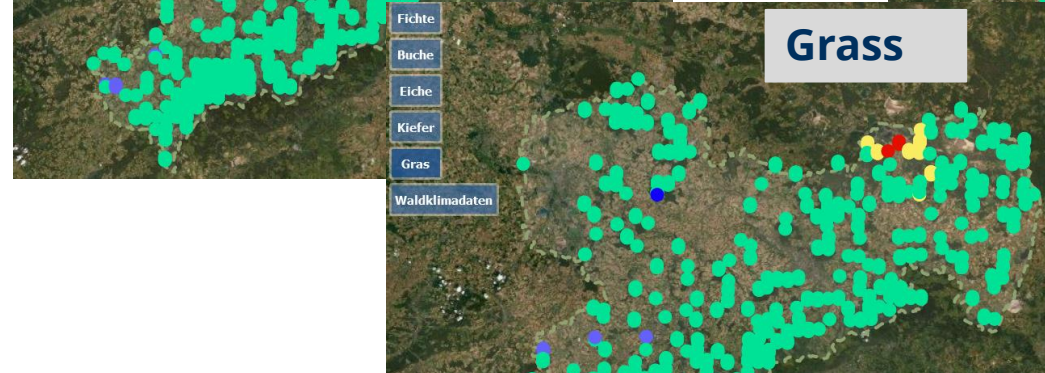 Fichte
Buche
Eiche
Kiefer
Gras
Waldklimadaten
Grass